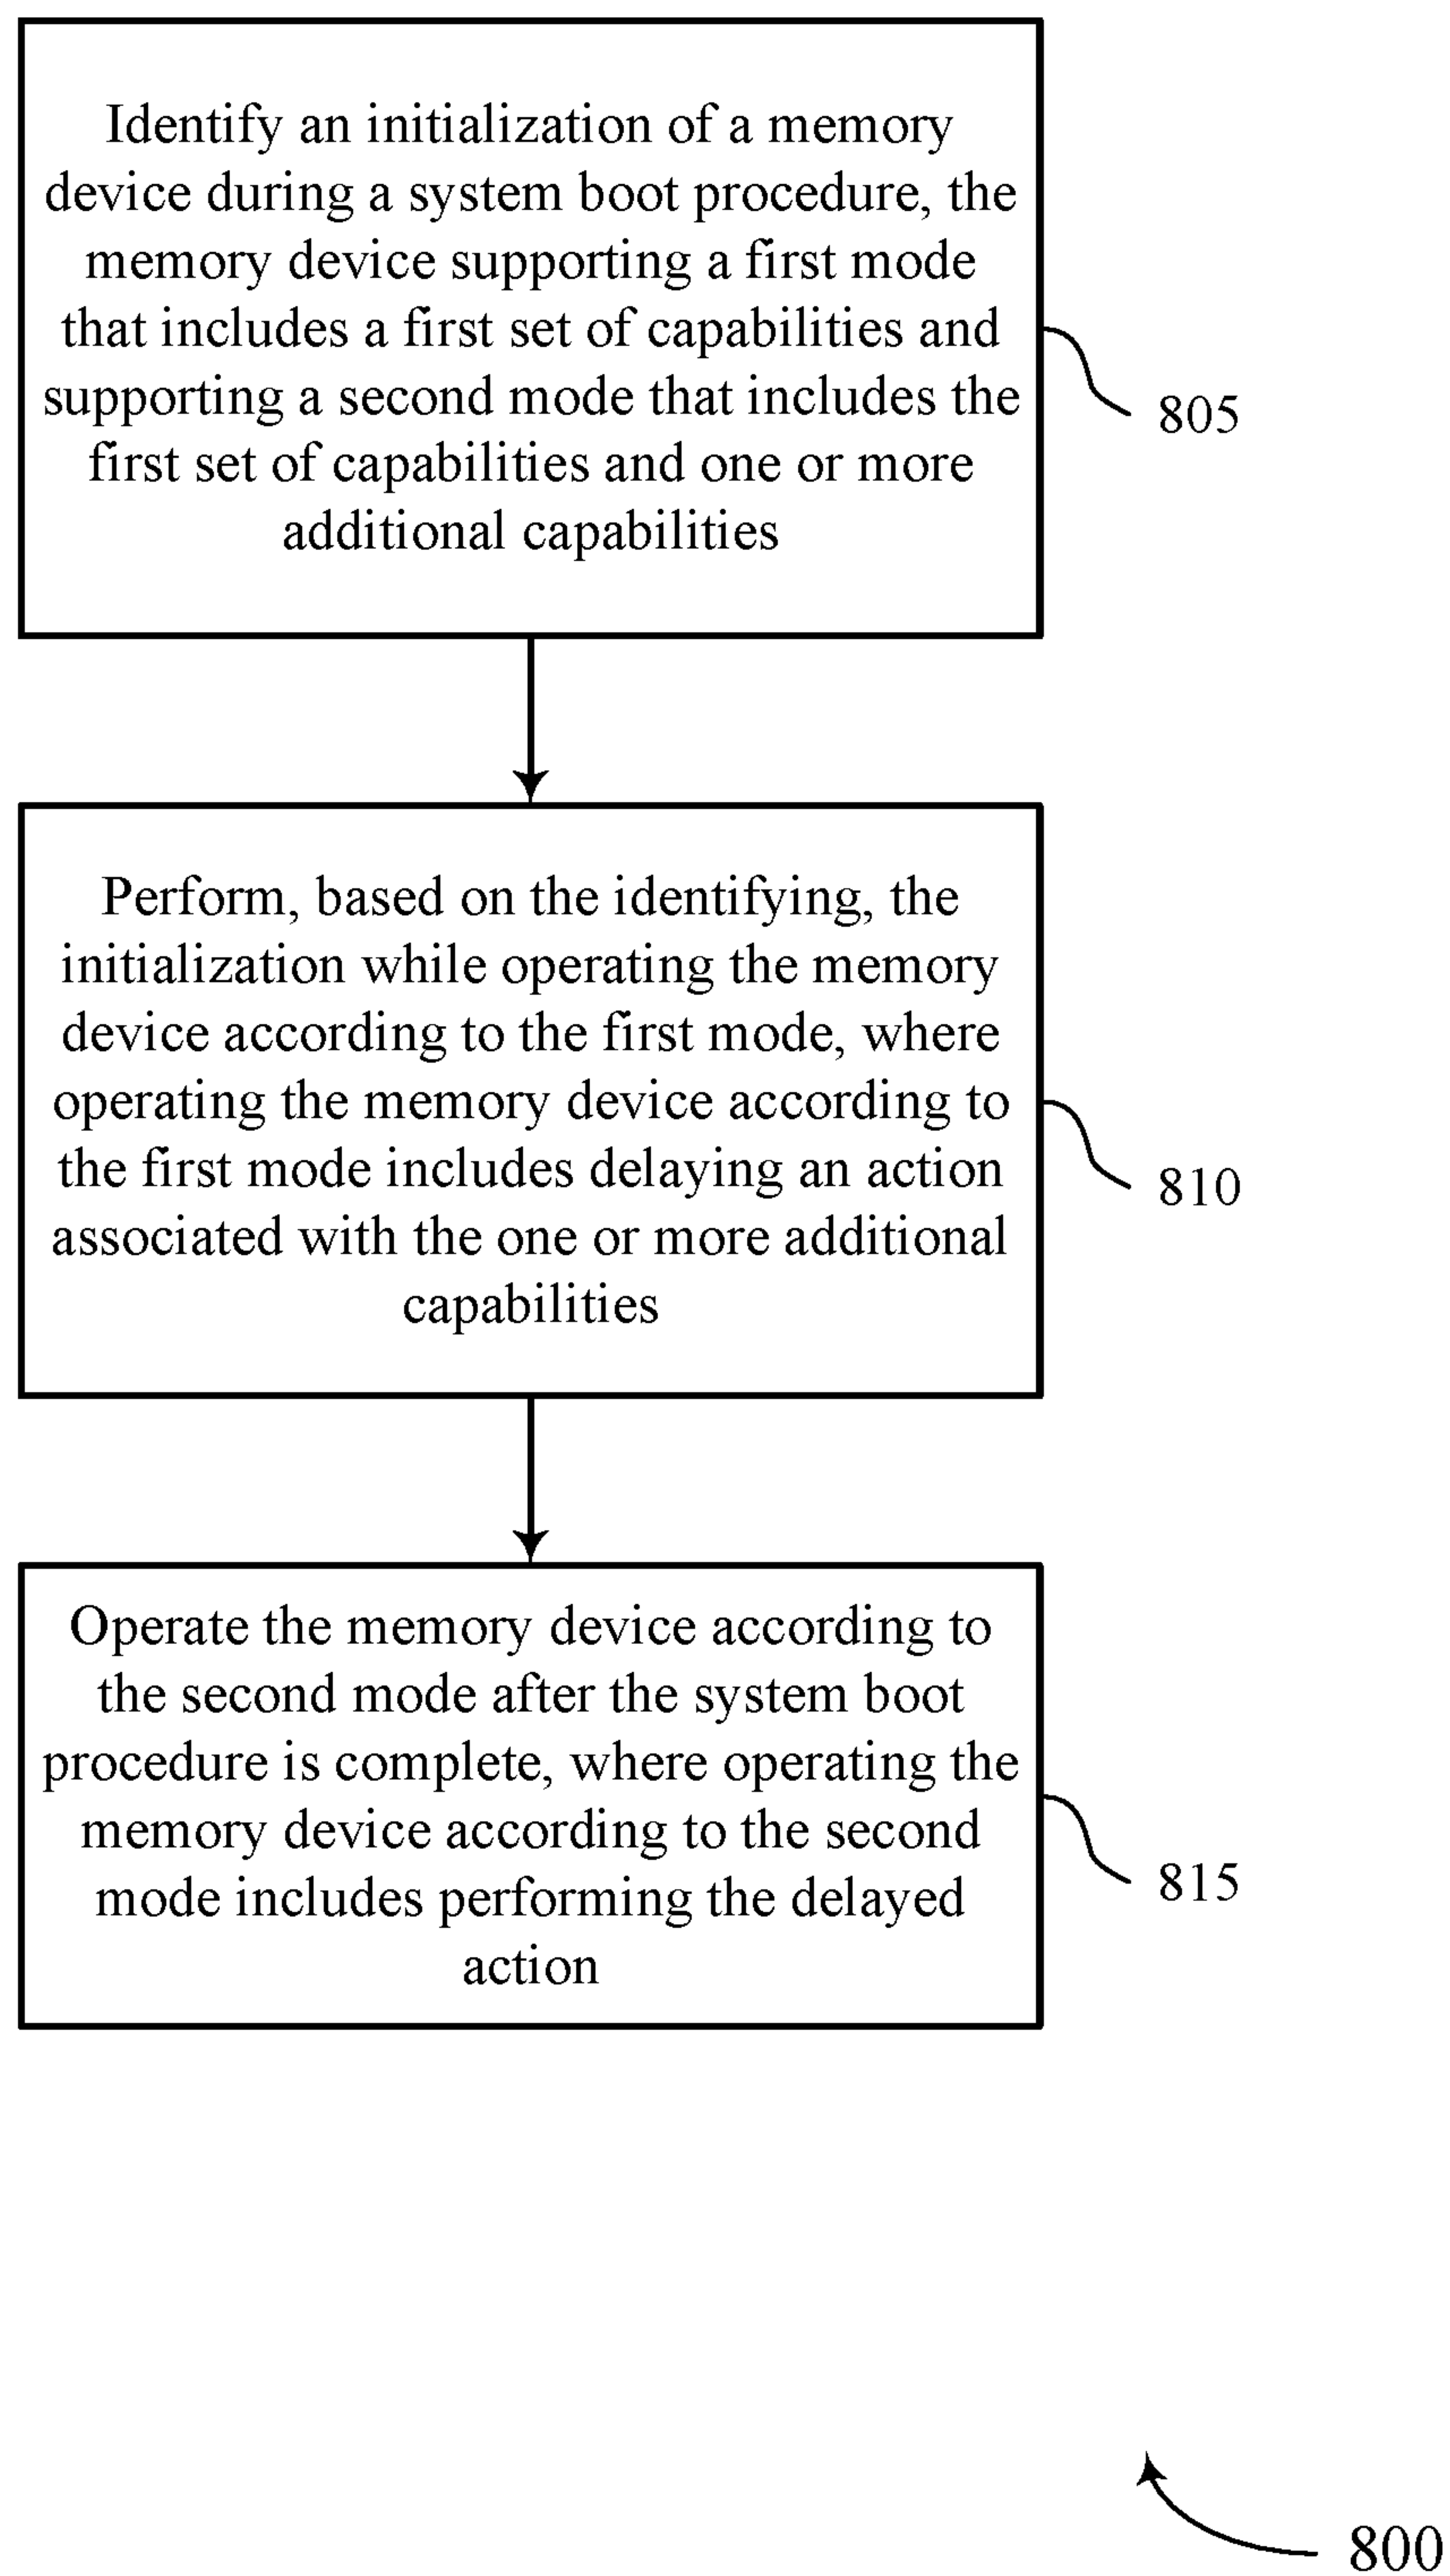 Identify an initialization of a memory
device during a system boot procedure, the
memory device supporting a first mode
that includes a first set of capabilities and
supporting a second mode that includes the
first set of capabilities and one or more
additional capabilities
805
Perform, based on the identifying, the
initialization while operating the memory
device according to the first mode, where
operating the memory device according to
the first mode includes delaying an action
associated with the one or more additional
capabilities
810
Operate the memory device according to
the second mode after the system boot
procedure is complete, where operating the
memory device according to the second
mode includes performing the delayed
action
815
800